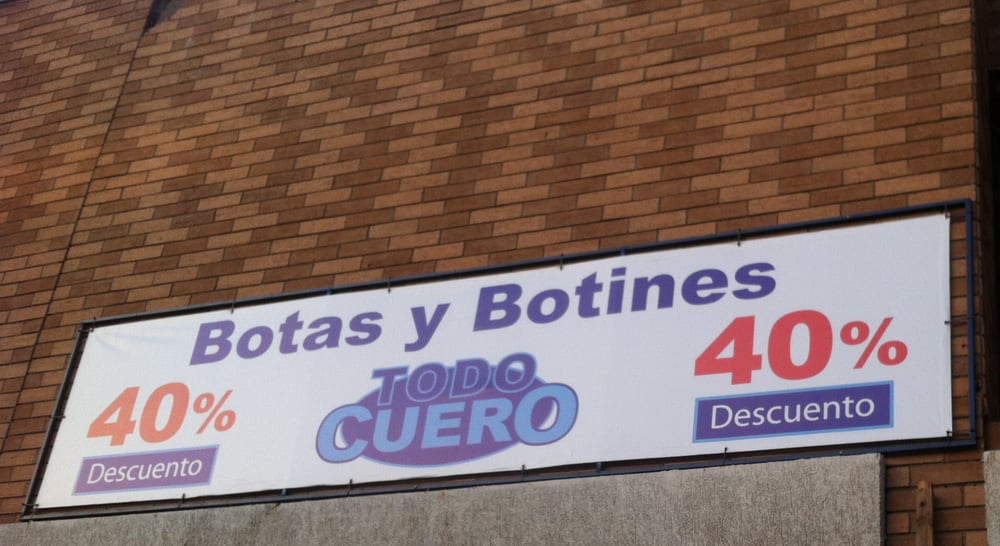 Botas y Botines
40%
Descuento
TODO
CUERO
40%
Descuento